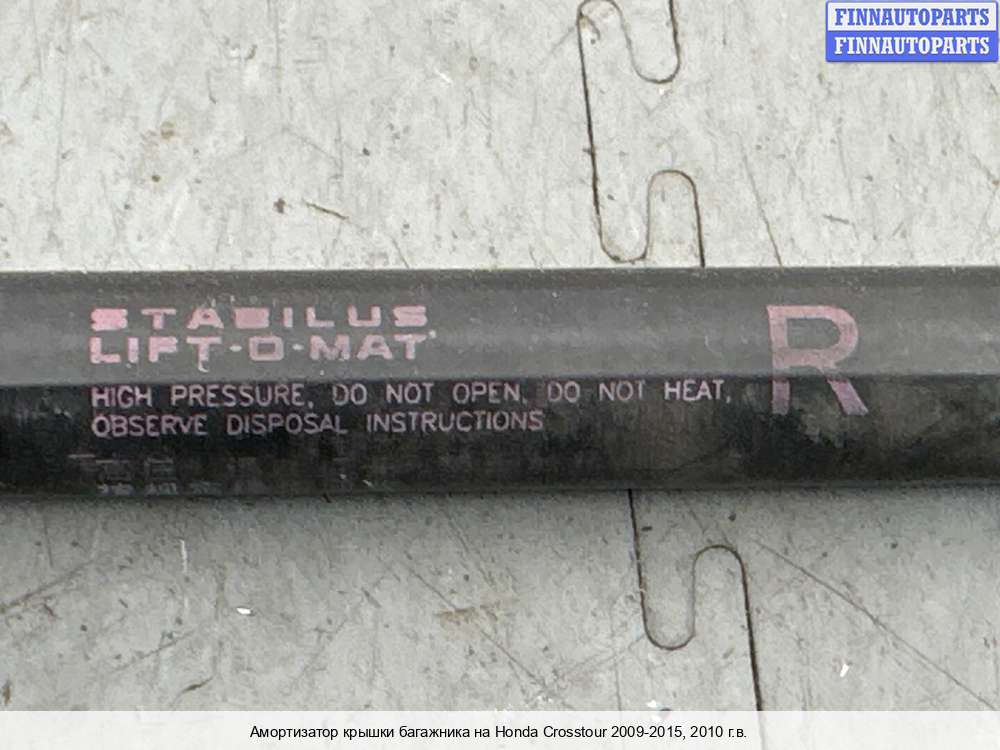 FINNAUTOPARTS
FINNAUTOPARTS
STABILUS
LIFT-O-MAT
R
HIGH PRESSURE, DO NOT OPEN, DO NOT HEAT,
OBSERVE DISPOSAL INSTRUCTIONS
Амортизатор крышки багажника на Honda Crosstour 2009-2015, 2010 г.в.